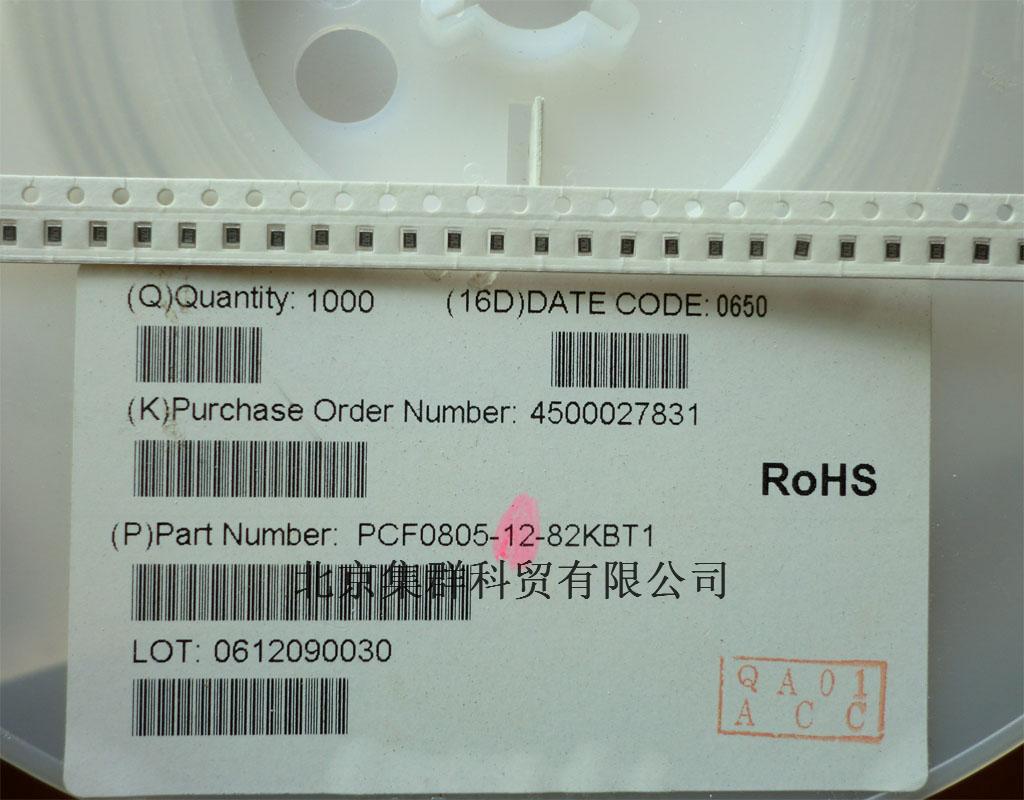 (Q)Quantity: 1000 (16D)DATE CODE: 0650
(K)Purchase Order Number: 4500027831
RoHS
(P)Part Number: PCF0805-12-82KBT1
北京集群科贸有限公司
LOT: 0612090030
QA01
ACC